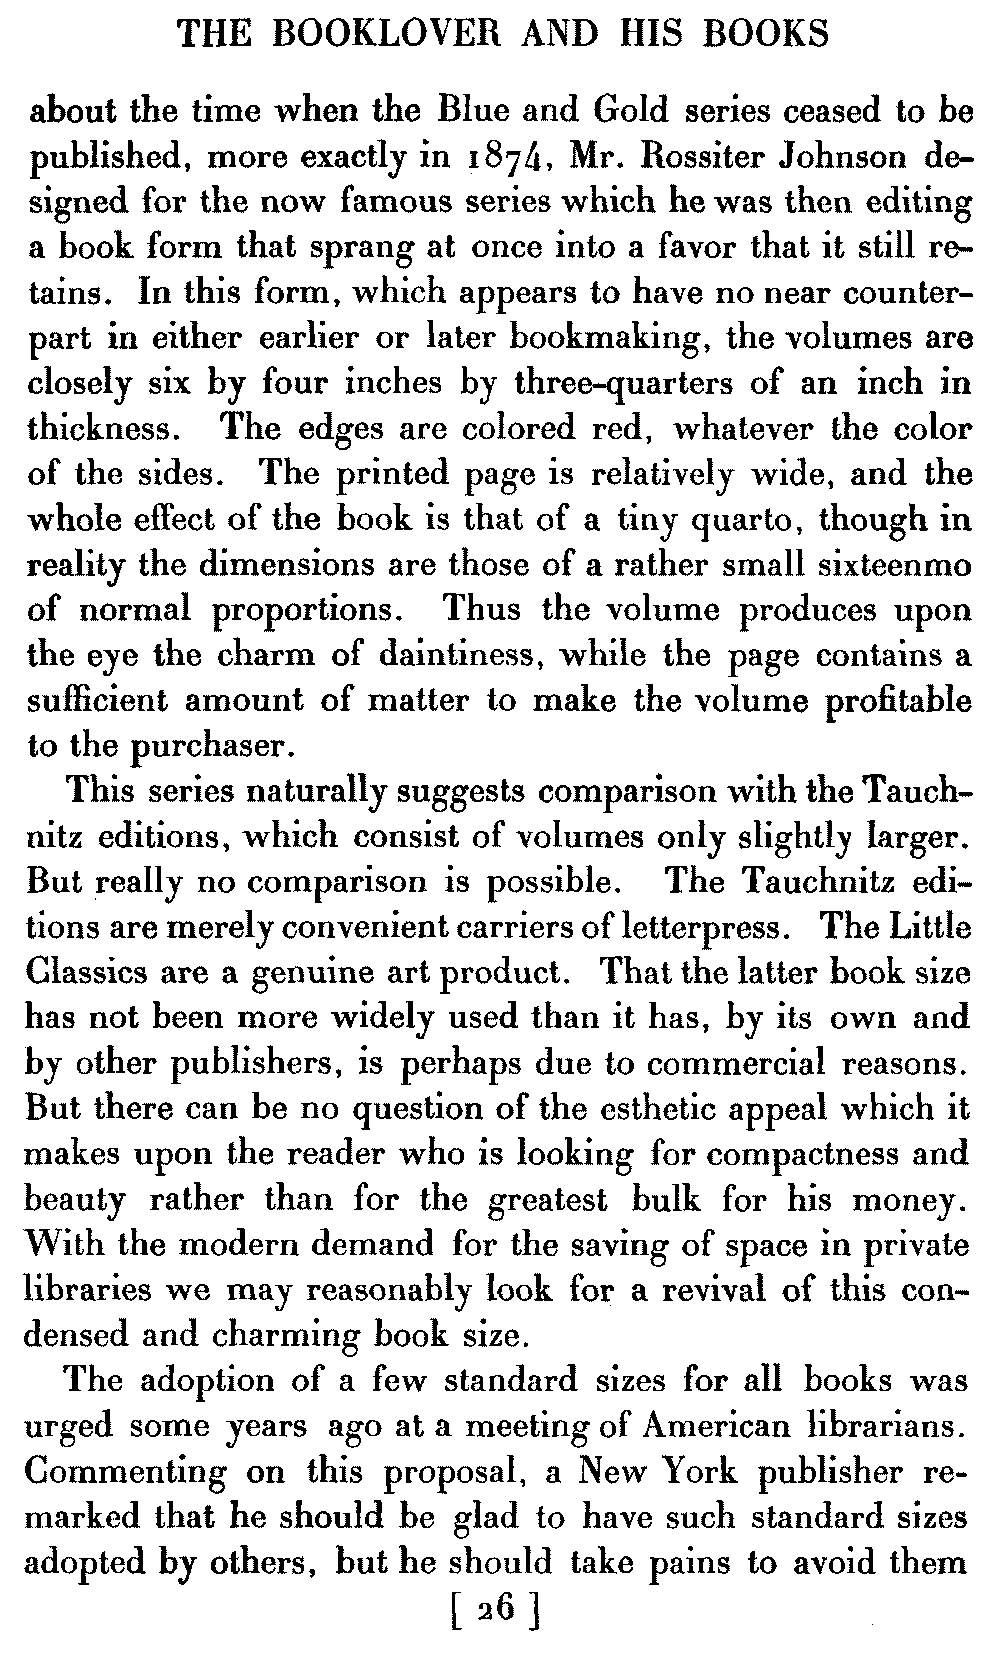 THE BOOKLOVER AND HIS BOOKS
about the time when the Blue and Gold series ceased to be
published, more exactly in 1874, Mr. Rossiter Johnson de-
signed for the now famous series which he was then editing
a book form that sprang at once into a favor that it still re-
tains. In this form, which appears to have no near counter-
part in either earlier or later bookmaking, the volumes are
closely six by four inches by three-quarters of an inch in
thickness. The edges are colored red, whatever the color
of the sides. The printed page is relatively wide, and the
whole effect of the book is that of a tiny quarto, though in
reality the dimensions are those of a rather small sixteenmo
of normal proportions. Thus the volume produces upon
the eye the charm of daintiness, while the page contains a
sufficient amount of matter to make the volume profitable
to the purchaser.
This series naturally suggests comparison with the Tauch-
nitz editions, which consist of volumes only slightly larger.
But really no comparison is possible. The Tauchnitz edi-
tions are merely convenient carriers of letterpress. The Little
Classics are a genuine art product. That the latter book size
has not been more widely used than it has, by its own and
by other publishers, is perhaps due to commercial reasons.
But there can be no question of the esthetic appeal which it
makes upon the reader who is looking for compactness and
beauty rather than for the greatest bulk for his money.
With the modern demand for the saving of space in private
libraries we may reasonably look for a revival of this con-
densed and charming book size.
The adoption of a few standard sizes for all books was
urged some years ago at a meeting of American librarians.
Commenting on this proposal, a New York publisher re-
marked that he should be glad to have such standard sizes
adopted by others, but he should take pains to avoid them
[ 26 ]